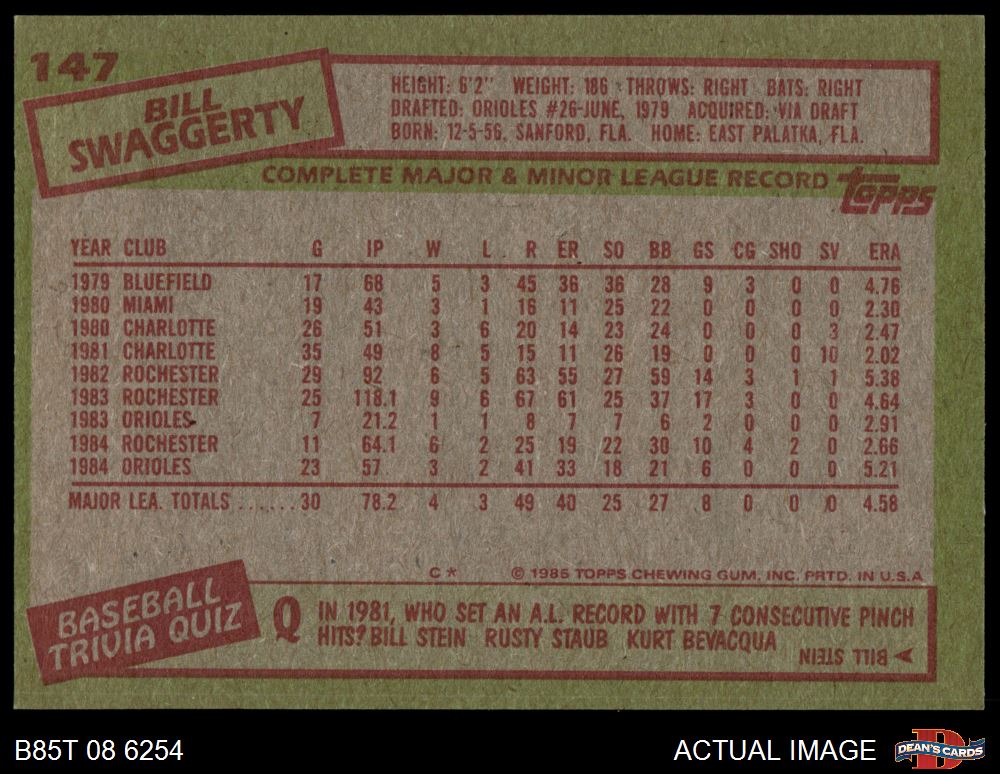 147
BILL
SWAGGERTY
HEIGHT: 6'2" WEIGHT: 186 THROWS: RIGHT BATS: RIGHT
DRAFTED: ORIOLES #26-JUNE, 1979 ACQUIRED: VIA DRAFT
BORN: 12-5-56, SANFORD, FLA. HOME: EAST PALATKA, FLA.
COMPLETE MAJOR & MINOR LEAGUE RECORD topps
YEAR CLUB G IP W L R ER SO BB GS CG SHO SV ERA
1979 BLUEFIELD 17 68 5 3 45 36 36 28 9 3 0 0 4.76
1980 MIAMI 19 43 3 1 16 11 25 22 0 0 0 0 2.30
1980 CHARLOTTE 26 51 3 6 20 14 23 24 0 0 0 3 2.47
1981 CHARLOTTE 35 49 8 5 15 11 26 19 0 0 0 10 2.02
1982 ROCHESTER 29 92 6 5 63 55 27 59 14 3 1 1 5.38
1983 ROCHESTER 25 118.1 9 6 67 61 25 37 17 3 0 0 4.64
1983 ORIOLES 7 21.2 1 1 8 7 7 6 2 0 0 0 2.91
1984 ROCHESTER 11 64.1 6 2 25 19 22 30 10 4 2 0 2.66
1984 ORIOLES 23 57 3 2 41 33 18 21 6 0 0 0 5.21
MAJOR LEA. TOTALS ......30 78.2 4 3 49 40 25 27 8 0 0 0 4.58
C* © 1985 TOPPS CHEWING GUM, INC. PRTD. IN U.S.A.
BASEBALL
TRIVIA QUIZ
Q IN 1981, WHO SET AN A.L. RECORD WITH 7 CONSECUTIVE PINCH
HITS? BILL STEIN RUSTY STAUB KURT BEVACQUA
BILL STEIN
B85T 08 6254 ACTUAL IMAGE DEAN'S CARDS